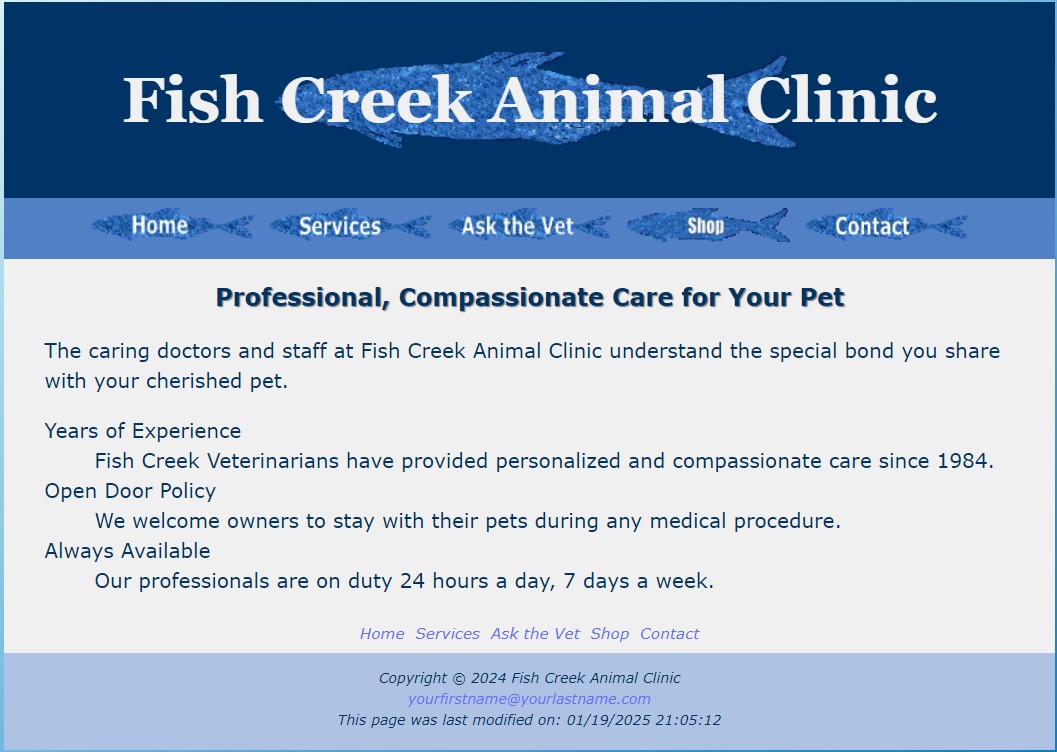 Fish Creek Animal Clinic
Home Services Ask the Vet Shop Contact
Professional, Compassionate Care for Your Pet
The caring doctors and staff at Fish Creek Animal Clinic understand the special bond you share
with your cherished pet.
Years of Experience
Fish Creek Veterinarians have provided personalized and compassionate care since 1984.
Open Door Policy
We welcome owners to stay with their pets during any medical procedure.
Always Available
Our professionals are on duty 24 hours a day, 7 days a week.
Home Services Ask the Vet Shop Contact
Copyright © 2024 Fish Creek Animal Clinic
yourfirstname@yourlastname.com
This page was last modified on: 01/19/2025 21:05:12